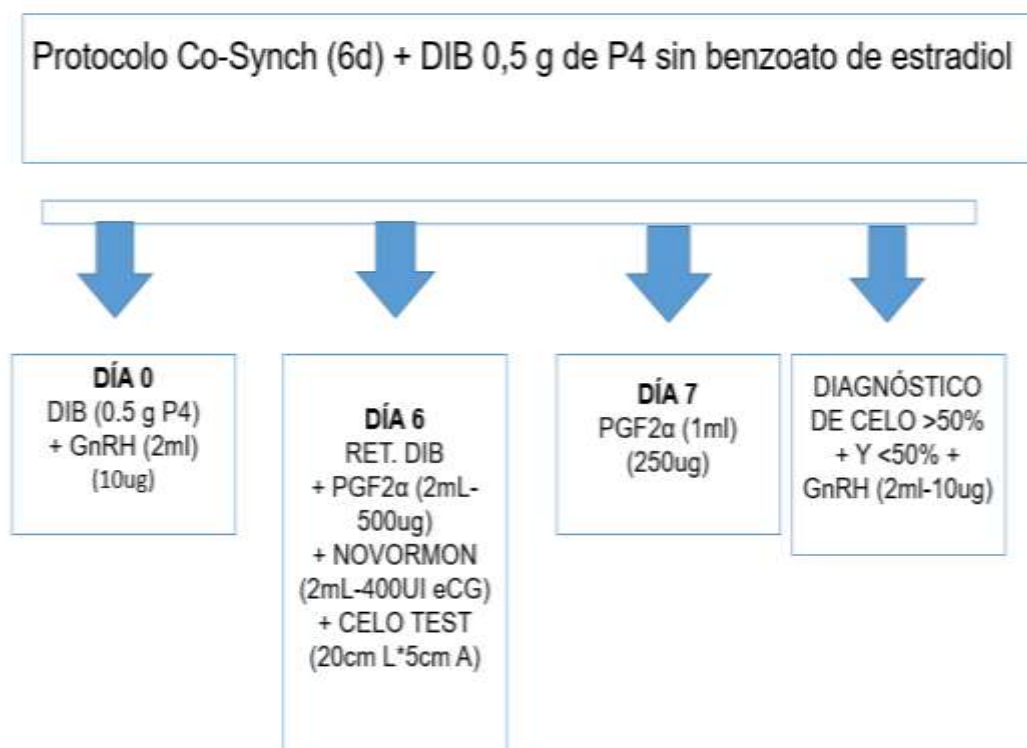 Protocolo Co-Synch (6d) + DIB 0,5 g de P4 sin benzoato de estradiol
DÍA 0
DIB (0.5 g P4)
+ GnRH (2ml)
(10ug)
DÍA 6
RET. DIB
+ PGF2α (2mL-
500ug)
+ NOVORMON
(2mL-400UI eCG)
+ CELO TEST
(20cm L*5cm A)
DÍA 7
PGF2α (1ml)
(250ug)
DIAGNÓSTICO
DE CELO >50%
+ Y <50% +
GnRH (2ml-10ug)